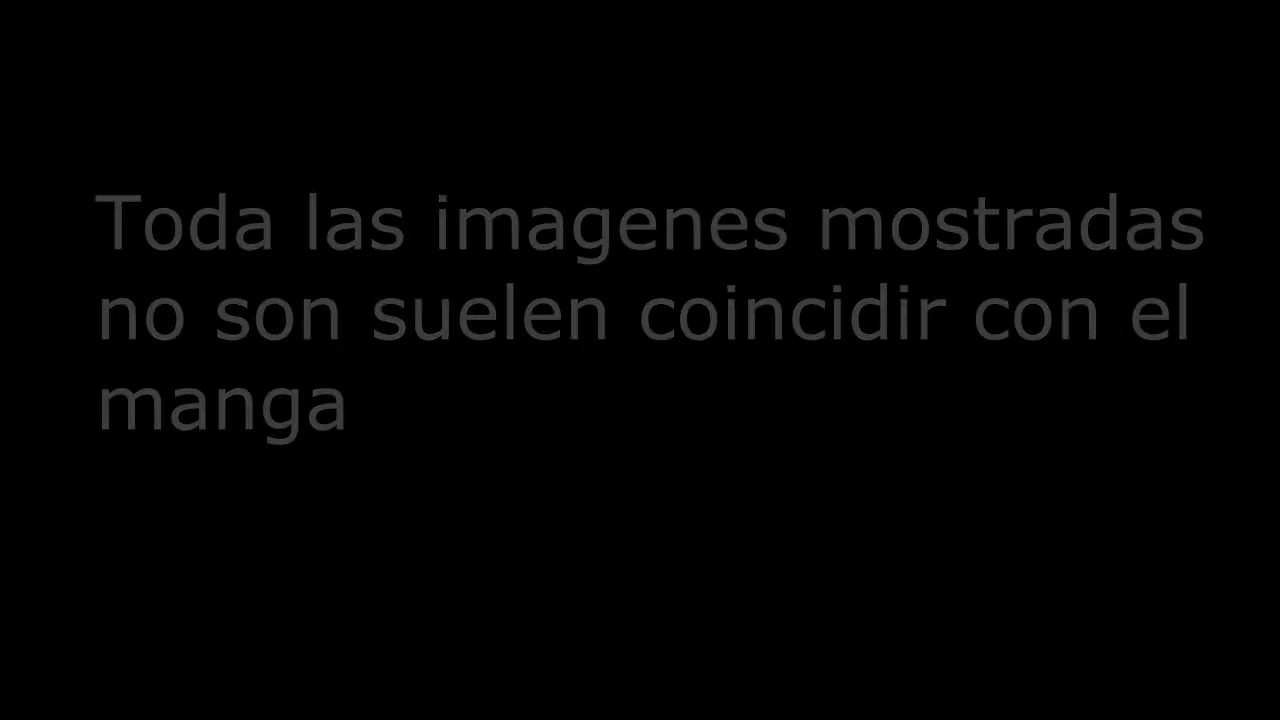 Toda las imagenes mostradas
no son suelen coincidir con el
manga